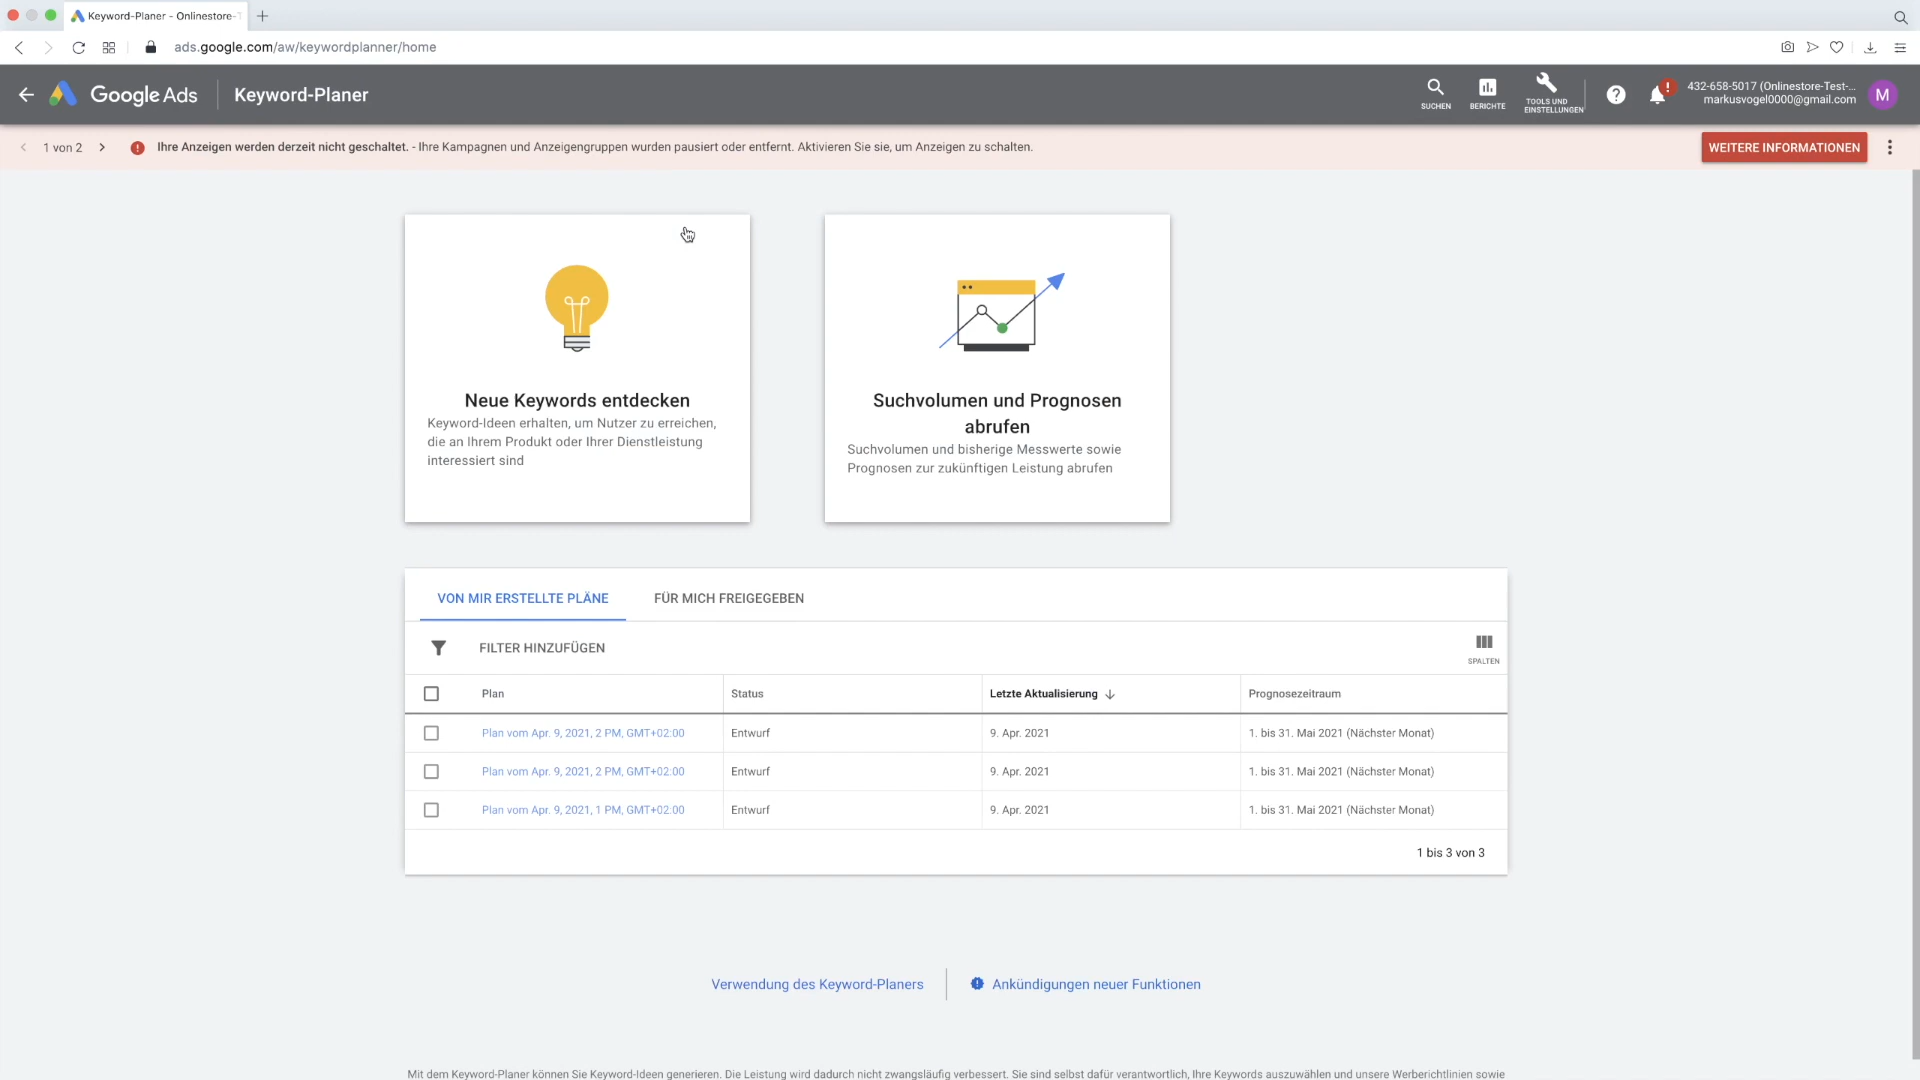 Keyword-Planer - Onlinestore-T
ads.google.com/aw/keywordplanner/home
Google Ads
Keyword-Planer
SUCHEN
BERICHTE
TOOLS UND
EINSTELLUNGEN
432-658-5017 (Onlinestore-Test-...
markusvogel0000@gmail.com
M
1 von 2
Ihre Anzeigen werden derzeit nicht geschaltet. - Ihre Kampagnen und Anzeigengruppen wurden pausiert oder entfernt. Aktivieren Sie sie, um Anzeigen zu schalten.
WEITERE INFORMATIONEN
Neue Keywords entdecken
Keyword-Ideen erhalten, um Nutzer zu erreichen,
die an Ihrem Produkt oder Ihrer Dienstleistung
interessiert sind
Suchvolumen und Prognosen
abrufen
Suchvolumen und bisherige Messwerte sowie
Prognosen zur zukünftigen Leistung abrufen
VON MIR ERSTELLTE PLÄNE
FÜR MICH FREIGEGEBEN
FILTER HINZUFÜGEN
SPALTEN
Plan Status Letzte Aktualisierung Prognosezeitraum
Plan vom Apr. 9, 2021, 2 PM, GMT+02:00 Entwurf 9. Apr. 2021 1. bis 31. Mai 2021 (Nächster Monat)
Plan vom Apr. 9, 2021, 2 PM, GMT+02:00 Entwurf 9. Apr. 2021 1. bis 31. Mai 2021 (Nächster Monat)
Plan vom Apr. 9, 2021, 1 PM, GMT+02:00 Entwurf 9. Apr. 2021 1. bis 31. Mai 2021 (Nächster Monat)
1 bis 3 von 3
Verwendung des Keyword-Planers
Ankündigungen neuer Funktionen
Mit dem Keyword-Planer können Sie Keyword-Ideen generieren. Die Leistung wird dadurch nicht zwangsläufig verbessert. Sie sind selbst dafür verantwortlich, Ihre Keywords auszuwählen und unsere Werberichtlinien sowie